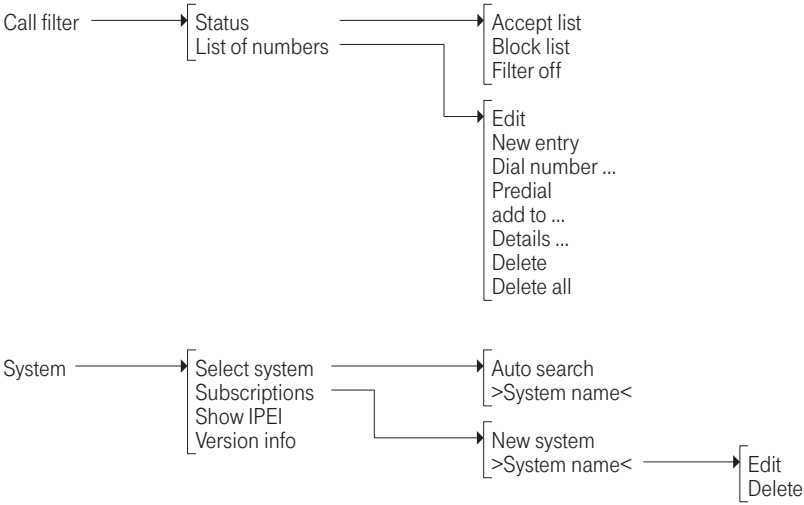 Call filter
Status
List of numbers
Accept list
Block list
Filter off
Edit
New entry
Dial number ...
Predial
add to ...
Details ...
Delete
Delete all
System
Select system
Subscriptions
Show IPEI
Version info
Auto search
>System name<
New system
>System name<
Edit
Delete